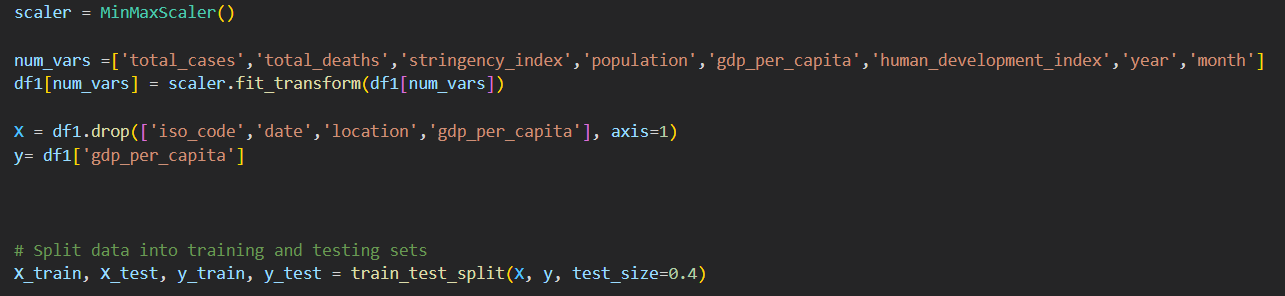 scaler = MinMaxScaler()
num_vars =['total_cases','total_deaths','stringency_index','population','gdp_per_capita','human_development_index','year','month']
df1[num_vars] = scaler.fit_transform(df1[num_vars])
X = df1.drop(['iso_code','date','location','gdp_per_capita'], axis=1)
y= df1['gdp_per_capita']
# Split data into training and testing sets
X_train, X_test, y_train, y_test = train_test_split(X, y, test_size=0.4)